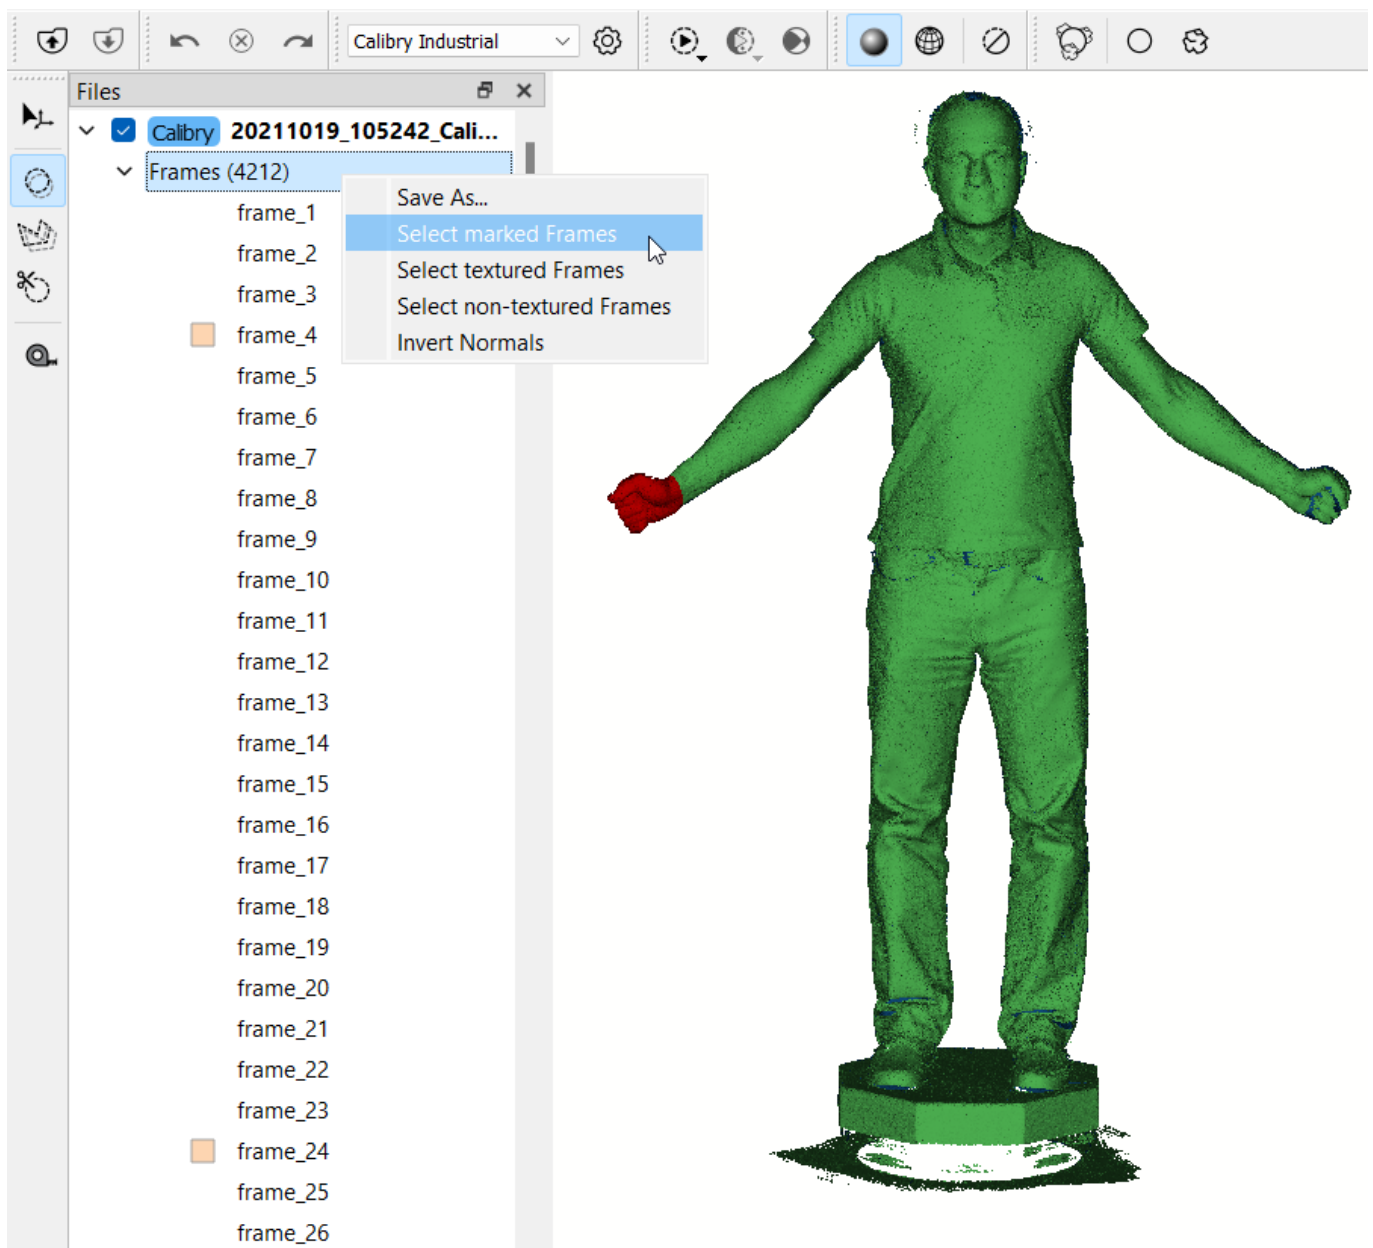 Calibry Industrial
Files
Calibry 20211019_105242_Cali...
Frames (4212)
Save As...
Select marked Frames
Select textured Frames
Select non-textured Frames
Invert Normals
frame_1
frame_2
frame_3
frame_4
frame_5
frame_6
frame_7
frame_8
frame_9
frame_10
frame_11
frame_12
frame_13
frame_14
frame_15
frame_16
frame_17
frame_18
frame_19
frame_20
frame_21
frame_22
frame_23
frame_24
frame_25
frame_26